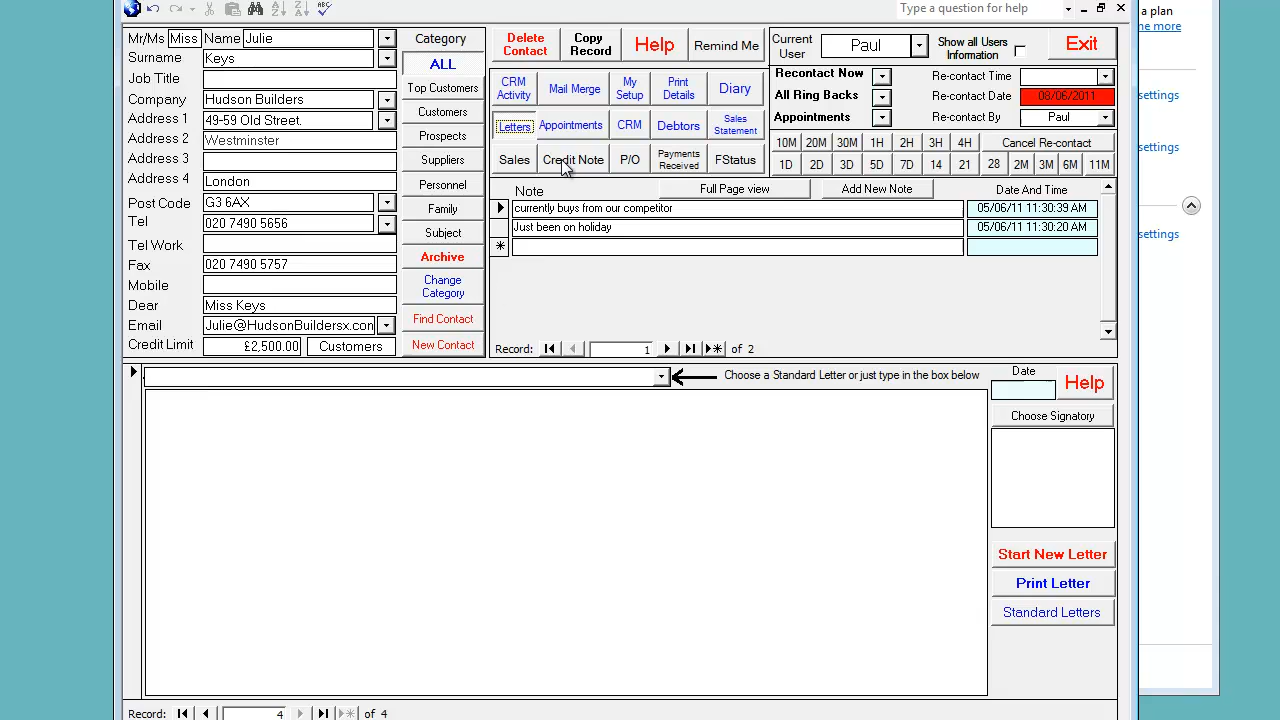 Type a question for help
a plan
ne more
settings
settings
settings
Mr/Ms Miss Name Julie
Surname Keys
Job Title
Company Hudson Builders
Address 1 49-59 Old Street.
Address 2 Westminster
Address 3
Address 4 London
Post Code G3 6AX
Tel 020 7490 5656
Tel Work
Fax 020 7490 5757
Mobile
Dear Miss Keys
Email Julie@HudsonBuildersx.con
Credit Limit £2,500.00 Customers
Category
ALL
Top Customers
Customers
Prospects
Suppliers
Personnel
Family
Subject
Archive
Change
Category
Find Contact
New Contact
Delete
Contact
Copy
Record
Help
Remind Me
Current
User
Paul
Show all Users
Information
Exit
CRM
Activity
Mail Merge
My
Setup
Print
Details
Diary
Letters
Appointments
CRM
Debtors
Sales
Statement
Sales
Credit Note
P/O
Payments
Received
FStatus
Recontact Now
All Ring Backs
Appointments
Re-contact Time
Re-contact Date 08/06/2011
Re-contact By Paul
10M 20M 30M 1H 2H 3H 4H Cancel Re-contact
1D 2D 3D 5D 7D 14 21 28 2M 3M 6M 11M
Note Full Page view Add New Note Date And Time
currently buys from our competitor 05/06/11 11:30:39 AM
Just been on holiday 05/06/11 11:30:20 AM
Record: 1 of 2
Choose a Standard Letter or just type in the box below
Date
Help
Choose Signatory
Start New Letter
Print Letter
Standard Letters
Record: 4 of 4